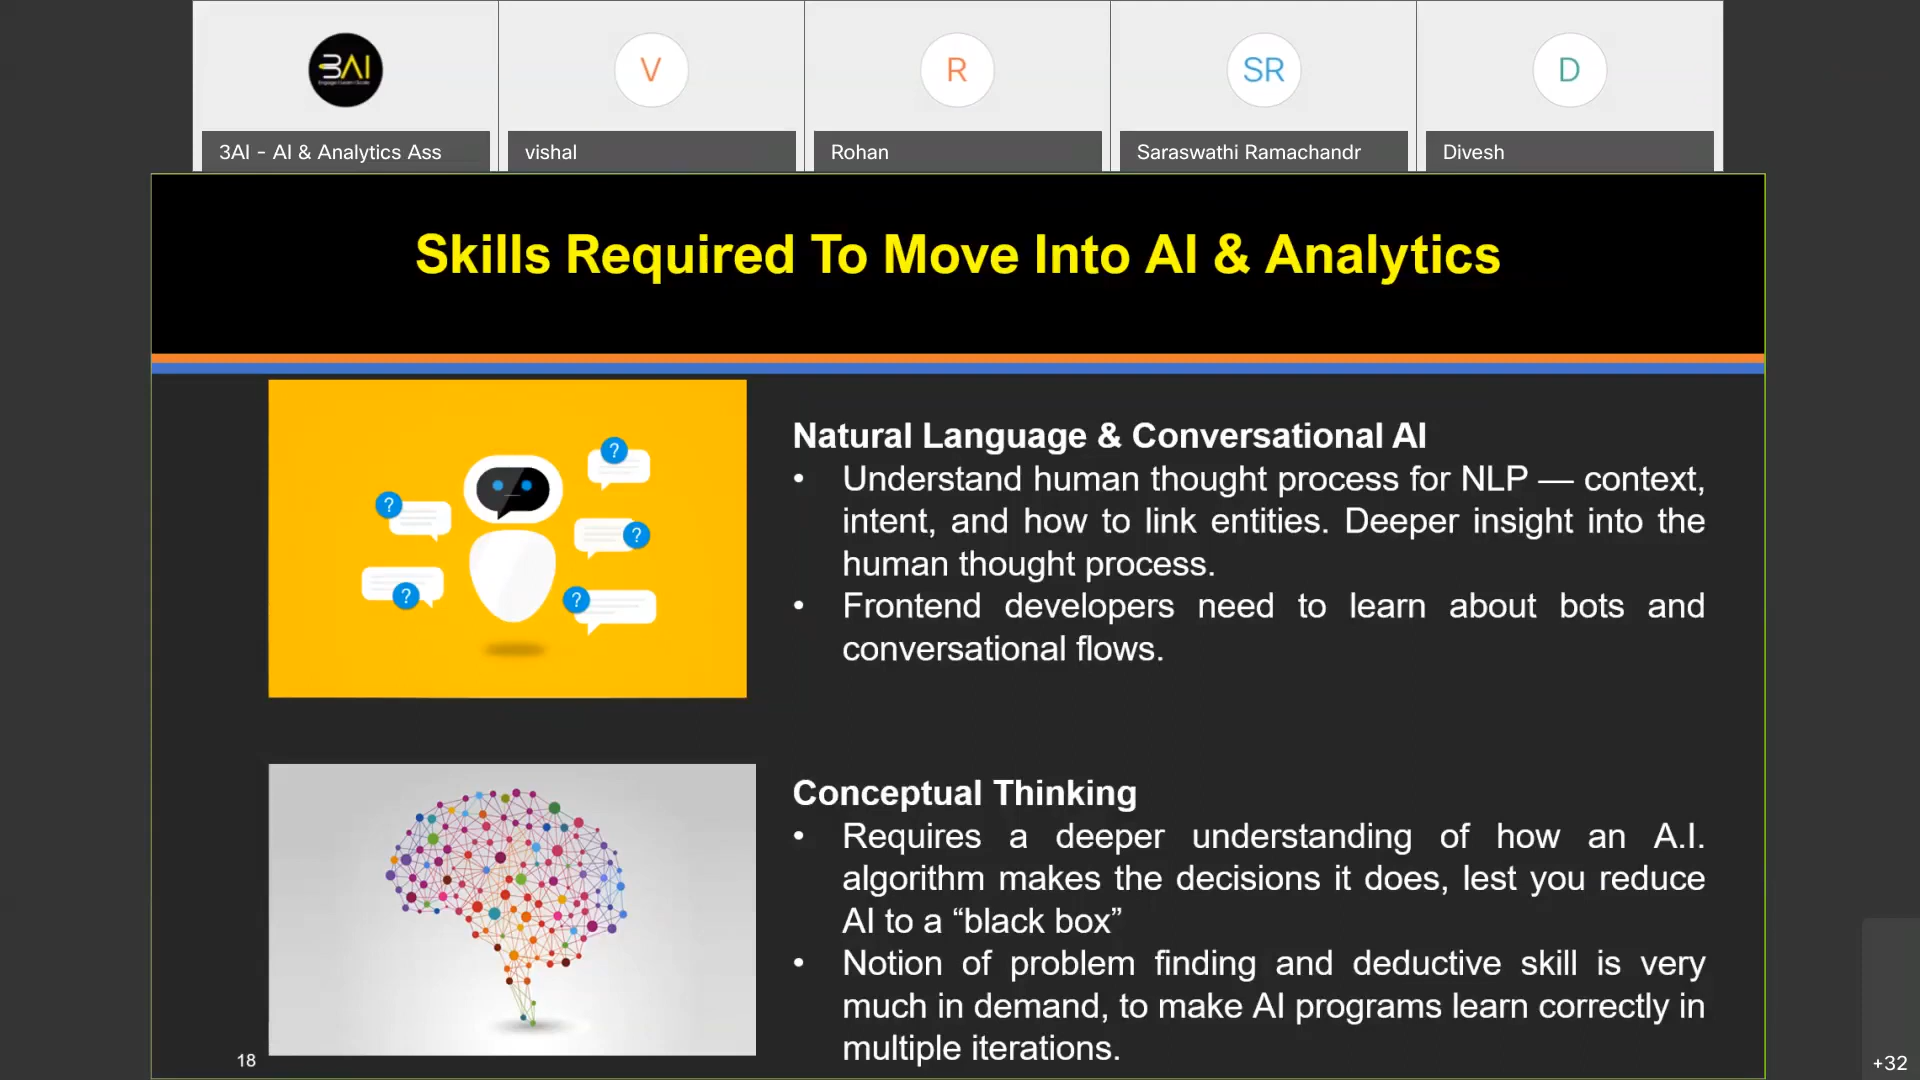 3AI
V
R
SR
D
3AI - AI & Analytics Ass
vishal
Rohan
Saraswathi Ramachandr
Divesh
Skills Required To Move Into AI & Analytics
?
?
?
?
?
Natural Language & Conversational AI
• Understand human thought process for NLP — context,
intent, and how to link entities. Deeper insight into the
human thought process.
• Frontend developers need to learn about bots and
conversational flows.
Conceptual Thinking
• Requires a deeper understanding of how an A.I.
algorithm makes the decisions it does, lest you reduce
AI to a “black box”
• Notion of problem finding and deductive skill is very
much in demand, to make AI programs learn correctly in
multiple iterations.
18
+32